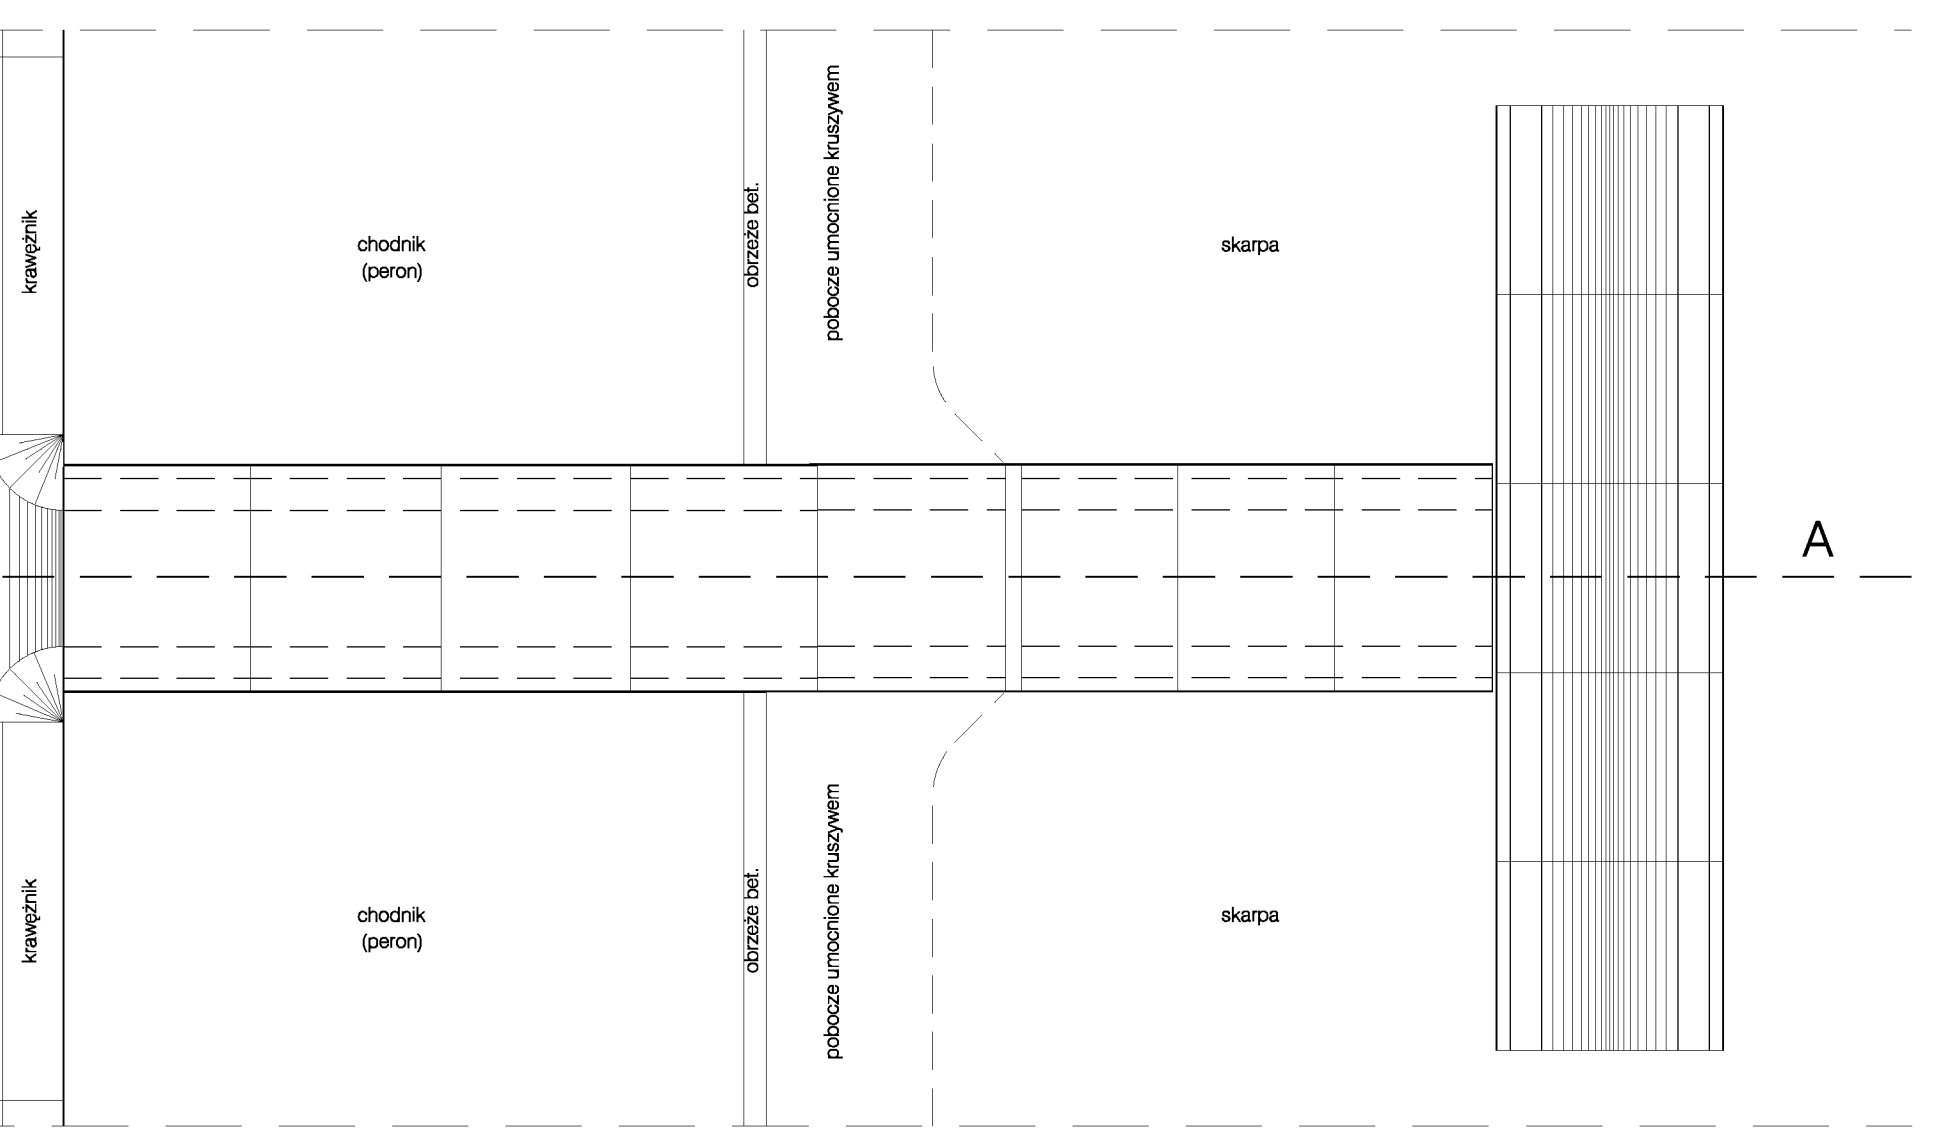 krawężnik
chodnik
(peron)
obrzeże bet.
pobocze umocnione kruszywem
skarpa
A
krawężnik
chodnik
(peron)
obrzeże bet.
pobocze umocnione kruszywem
skarpa